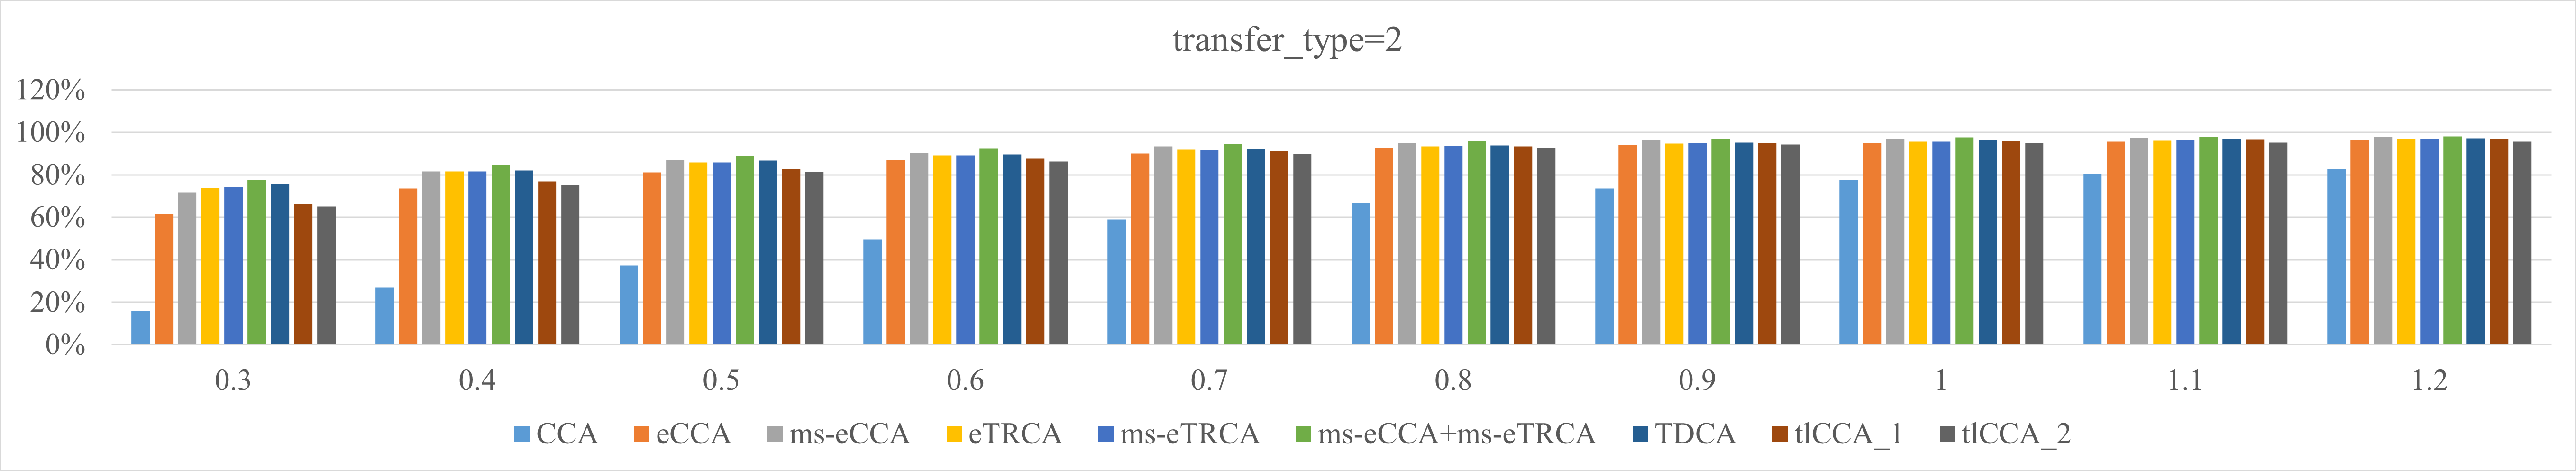 transfer_type=2
120%
100%
80%
60%
40%
20%
0%
0.3 0.4 0.5 0.6 0.7 0.8 0.9 1 1.1 1.2
CCA eCCA ms-eCCA eTRCA ms-eTRCA ms-eCCA+ms-eTRCA TDCA tlCCA_1 tlCCA_2